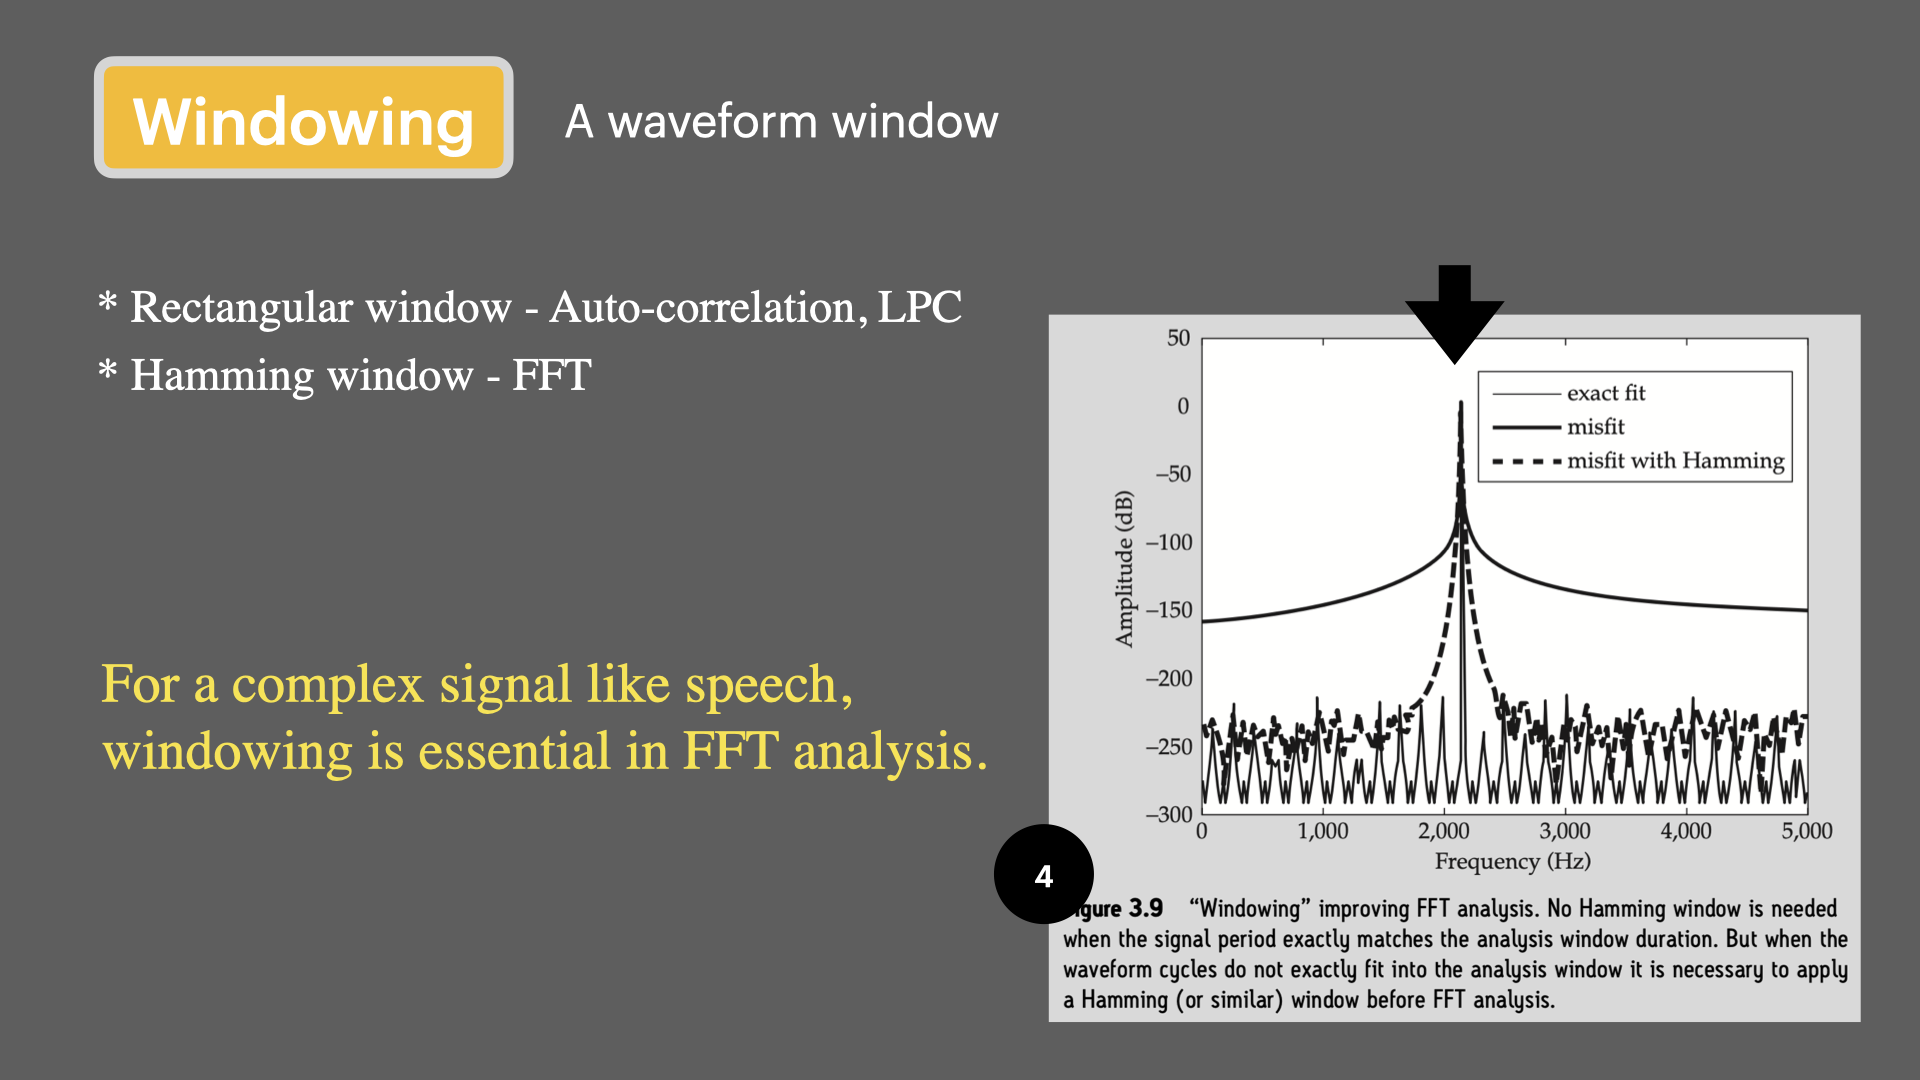 Windowing
A waveform window
* Rectangular window - Auto-correlation, LPC
* Hamming window - FFT
For a complex signal like speech,
windowing is essential in FFT analysis.
50
0
−50
−100
−150
−200
−250
−300
Amplitude (dB)
exact fit
misfit
misfit with Hamming
0 1,000 2,000 3,000 4,000 5,000
Frequency (Hz)
4
gure 3.9 “Windowing” improving FFT analysis. No Hamming window is needed
when the signal period exactly matches the analysis window duration. But when the
waveform cycles do not exactly fit into the analysis window it is necessary to apply
a Hamming (or similar) window before FFT analysis.